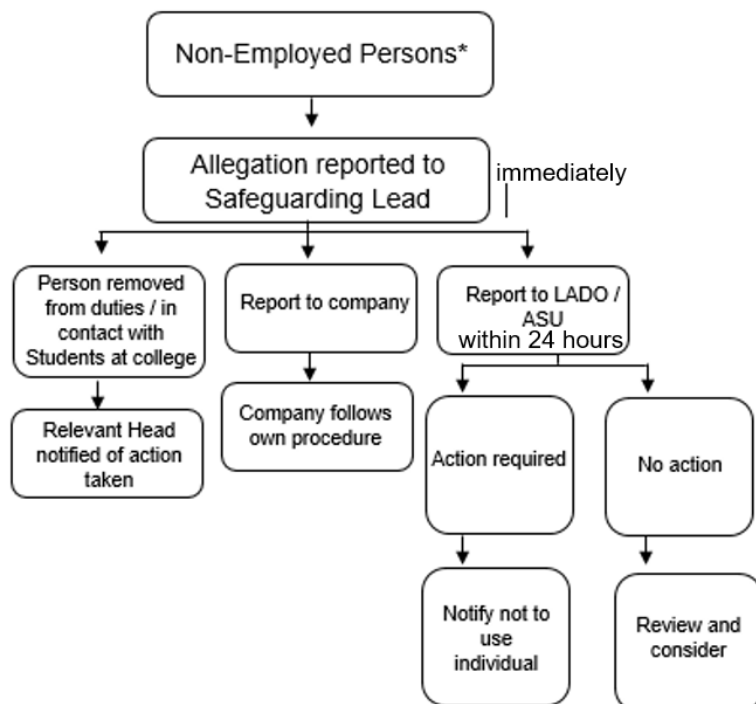 Non-Employed Persons*
Allegation reported to
Safeguarding Lead
immediately
Person removed
from duties / in
contact with
Students at college
Report to company
Report to LADO /
ASU
within 24 hours
Relevant Head
notified of action
taken
Company follows
own procedure
Action required
No action
Notify not to
use
individual
Review and
consider